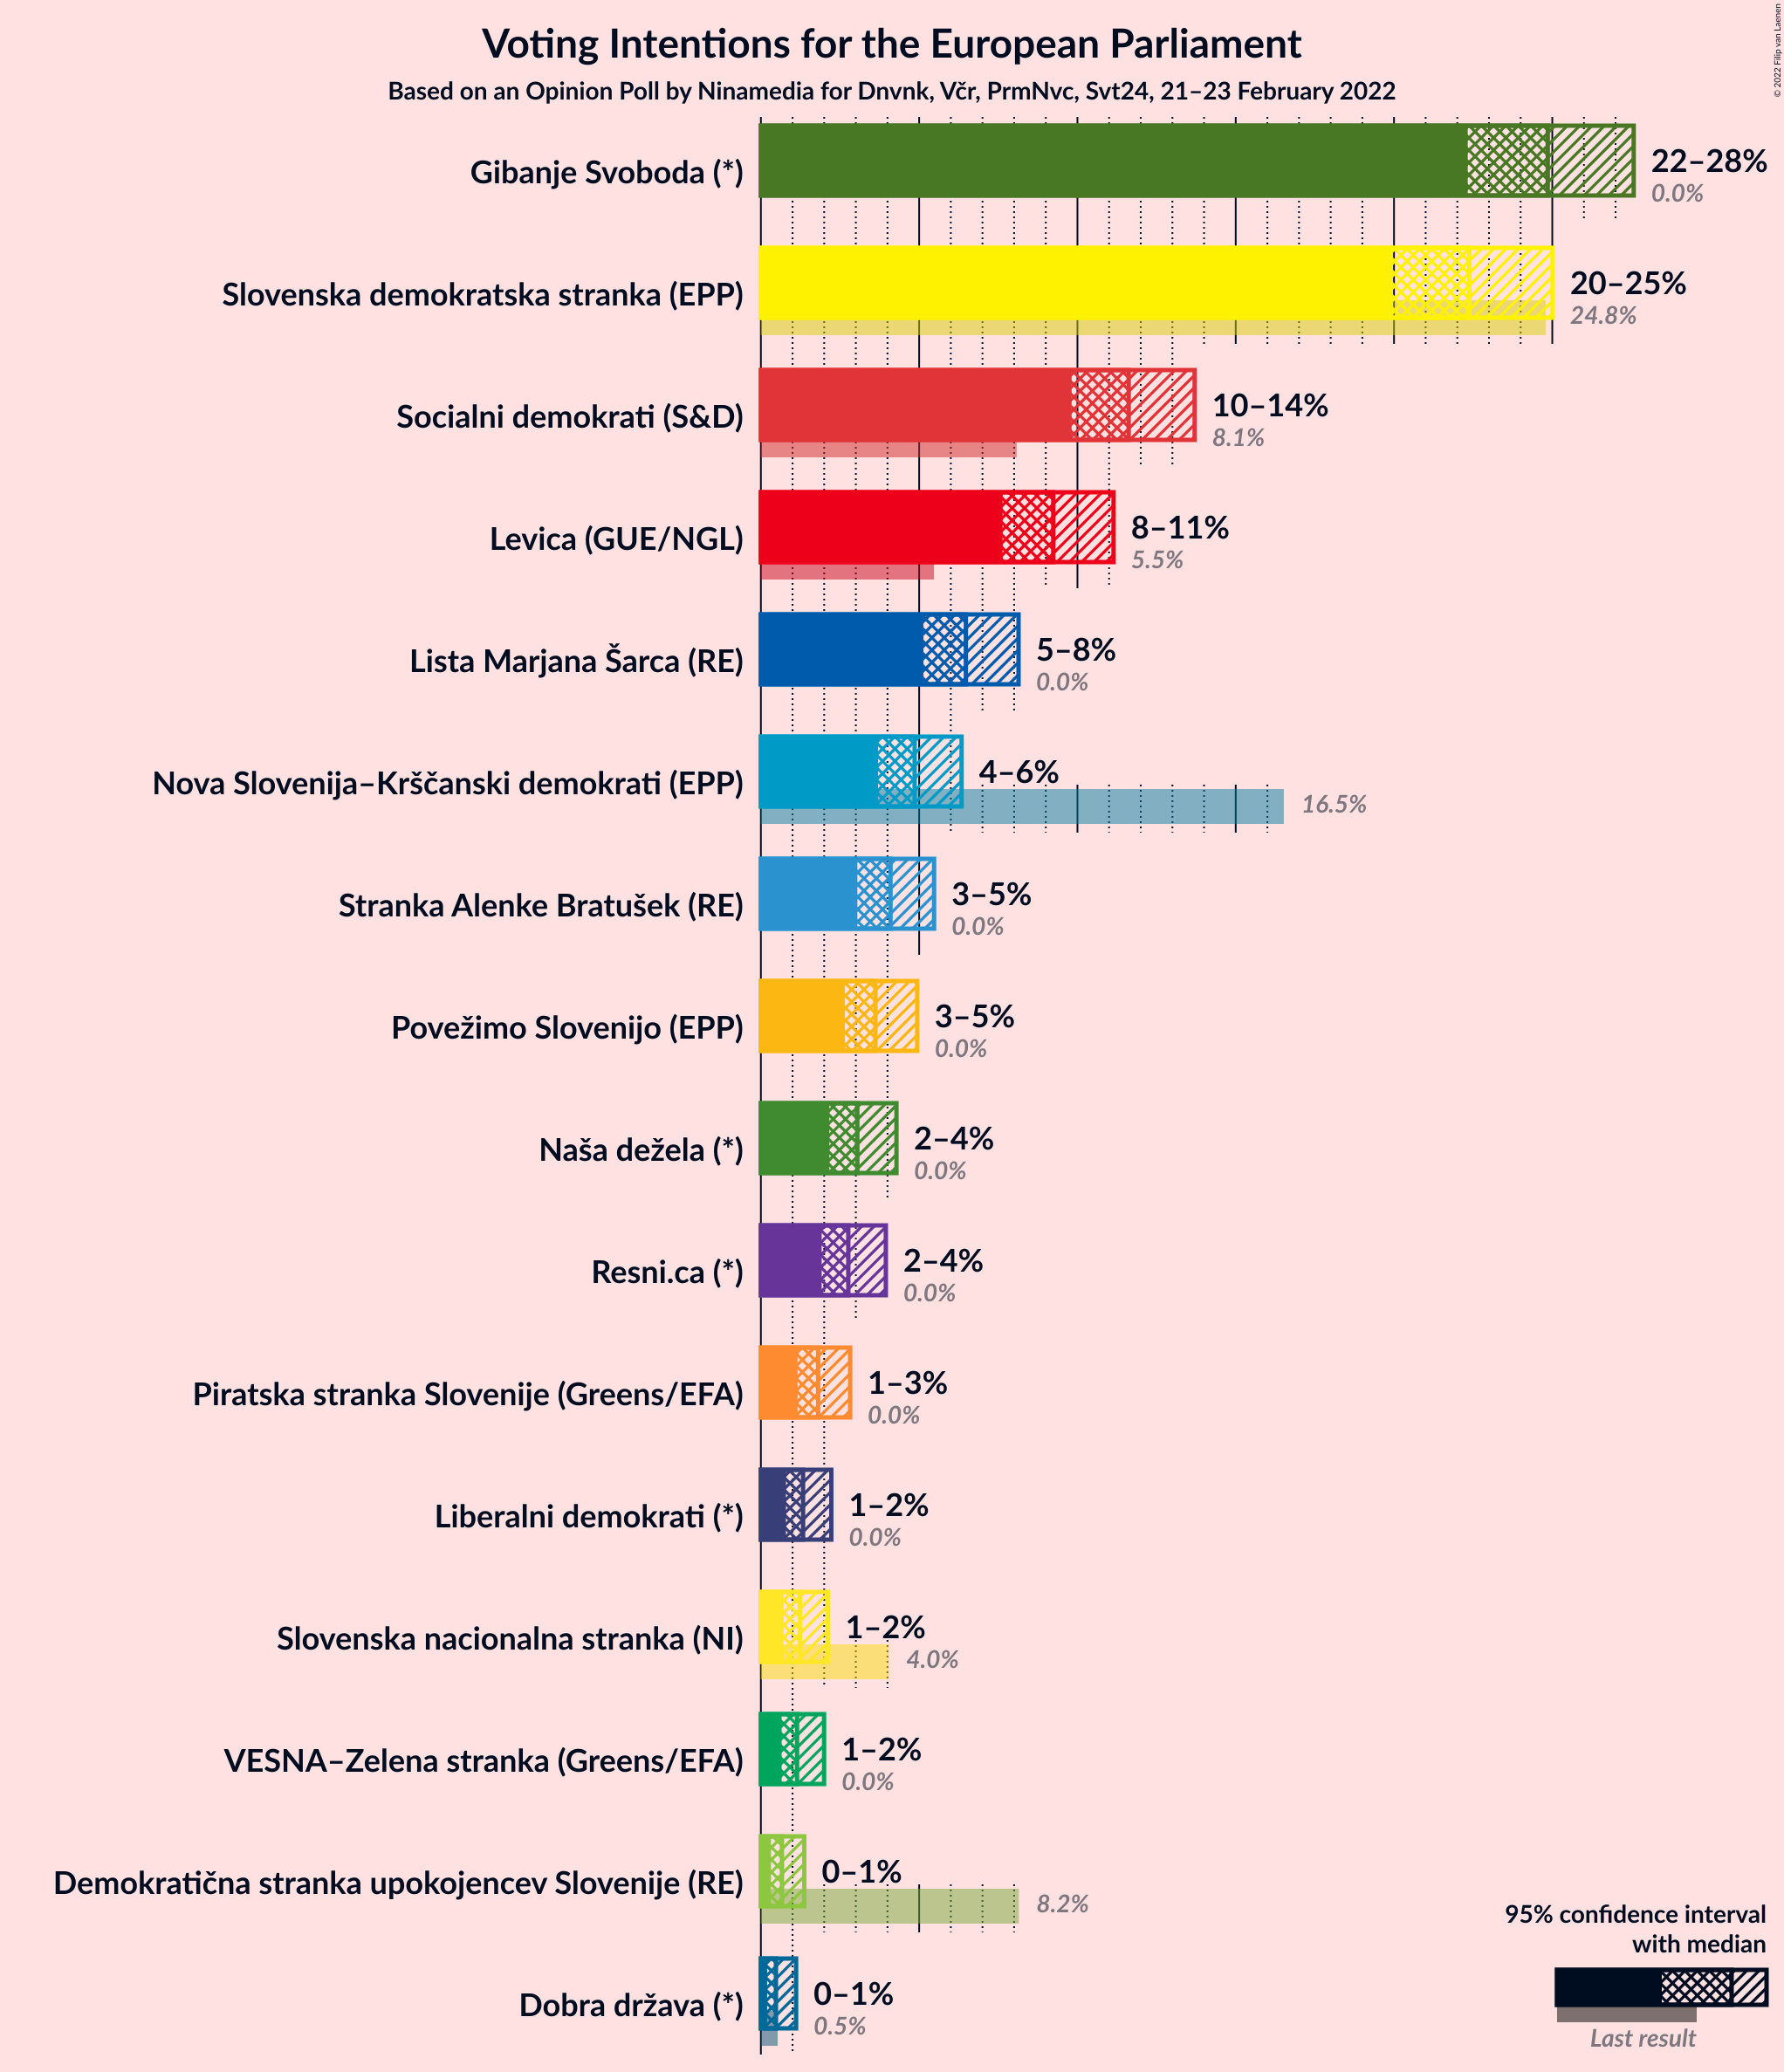 Voting Intentions for the European Parliament
Based on an Opinion Poll by Ninamedia for Dnvnk, Včr, PrmNvc, Svt24, 21–23 February 2022
© 2022 Filip van Laenen
Gibanje Svoboda (*)
22–28%
0.0%
Slovenska demokratska stranka (EPP)
20–25%
24.8%
Socialni demokrati (S&D)
10–14%
8.1%
Levica (GUE/NGL)
8–11%
5.5%
Lista Marjana Šarca (RE)
5–8%
0.0%
Nova Slovenija–Krščanski demokrati (EPP)
4–6%
16.5%
Stranka Alenke Bratušek (RE)
3–5%
0.0%
Povežimo Slovenijo (EPP)
3–5%
0.0%
Naša dežela (*)
2–4%
0.0%
Resni.ca (*)
2–4%
0.0%
Piratska stranka Slovenije (Greens/EFA)
1–3%
0.0%
Liberalni demokrati (*)
1–2%
0.0%
Slovenska nacionalna stranka (NI)
1–2%
4.0%
VESNA–Zelena stranka (Greens/EFA)
1–2%
0.0%
Demokratična stranka upokojencev Slovenije (RE)
0–1%
8.2%
Dobra država (*)
0–1%
0.5%
95% confidence interval
with median
Last result